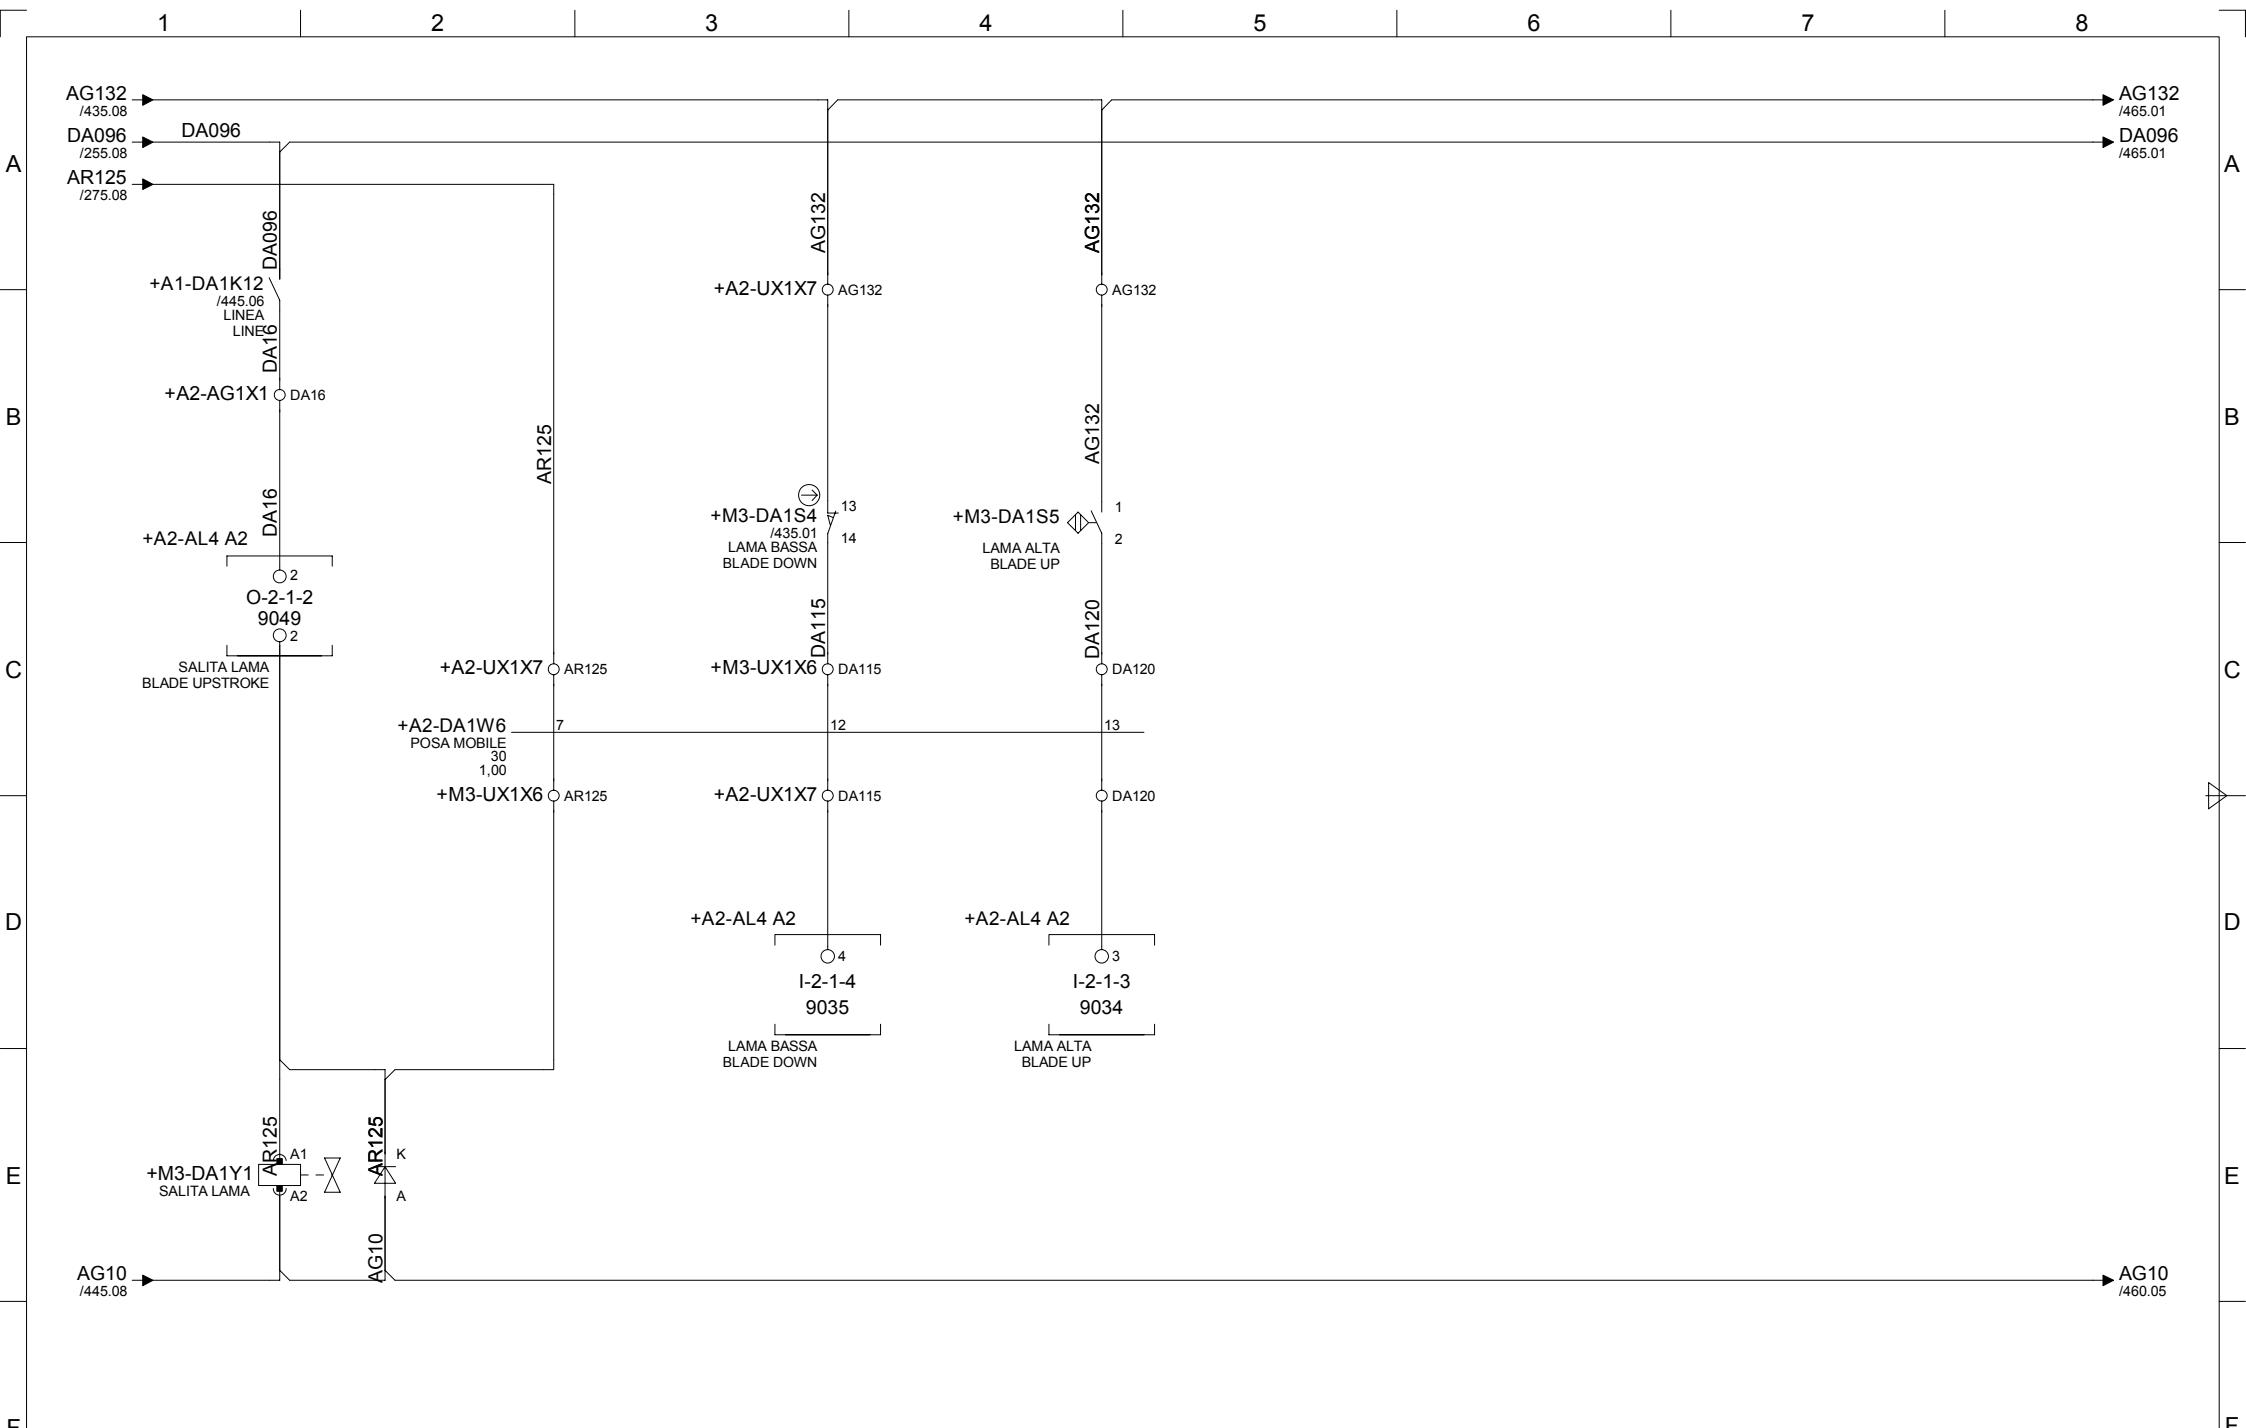 1 2 3 4 5 6 7 8
AG132
/435.08
AG132
/465.01
DA096
/255.08
DA096
DA096
/465.01
A
A
AR125
/275.08
DA096
AG132
AG132
+A1-DA1K12
/445.06
LINEA
LINE
DA16
+A2-UX1X7
AG132
AG132
+A2-AG1X1
DA16
B
B
AR125
AG132
DA16
+M3-DA1S4
/435.01
LAMA BASSA
BLADE DOWN
13
14
+M3-DA1S5
LAMA ALTA
BLADE UP
1
2
+A2-AL4 A2
2
O-2-1-2
9049
2
SALITA LAMA
BLADE UPSTROKE
DA115
DA120
C
C
+A2-UX1X7
AR125
+M3-UX1X6
DA115
DA120
+A2-DA1W6
POSA MOBILE
30
1,00
7
12
13
+M3-UX1X6
AR125
+A2-UX1X7
DA115
DA120
D
D
+A2-AL4 A2
4
I-2-1-4
9035
LAMA BASSA
BLADE DOWN
+A2-AL4 A2
3
I-2-1-3
9034
LAMA ALTA
BLADE UP
AR125
AR125
E
E
+M3-DA1Y1
SALITA LAMA
A1
A2
K
A
AG10
AG10
/445.08
AG10
/460.05
F
F